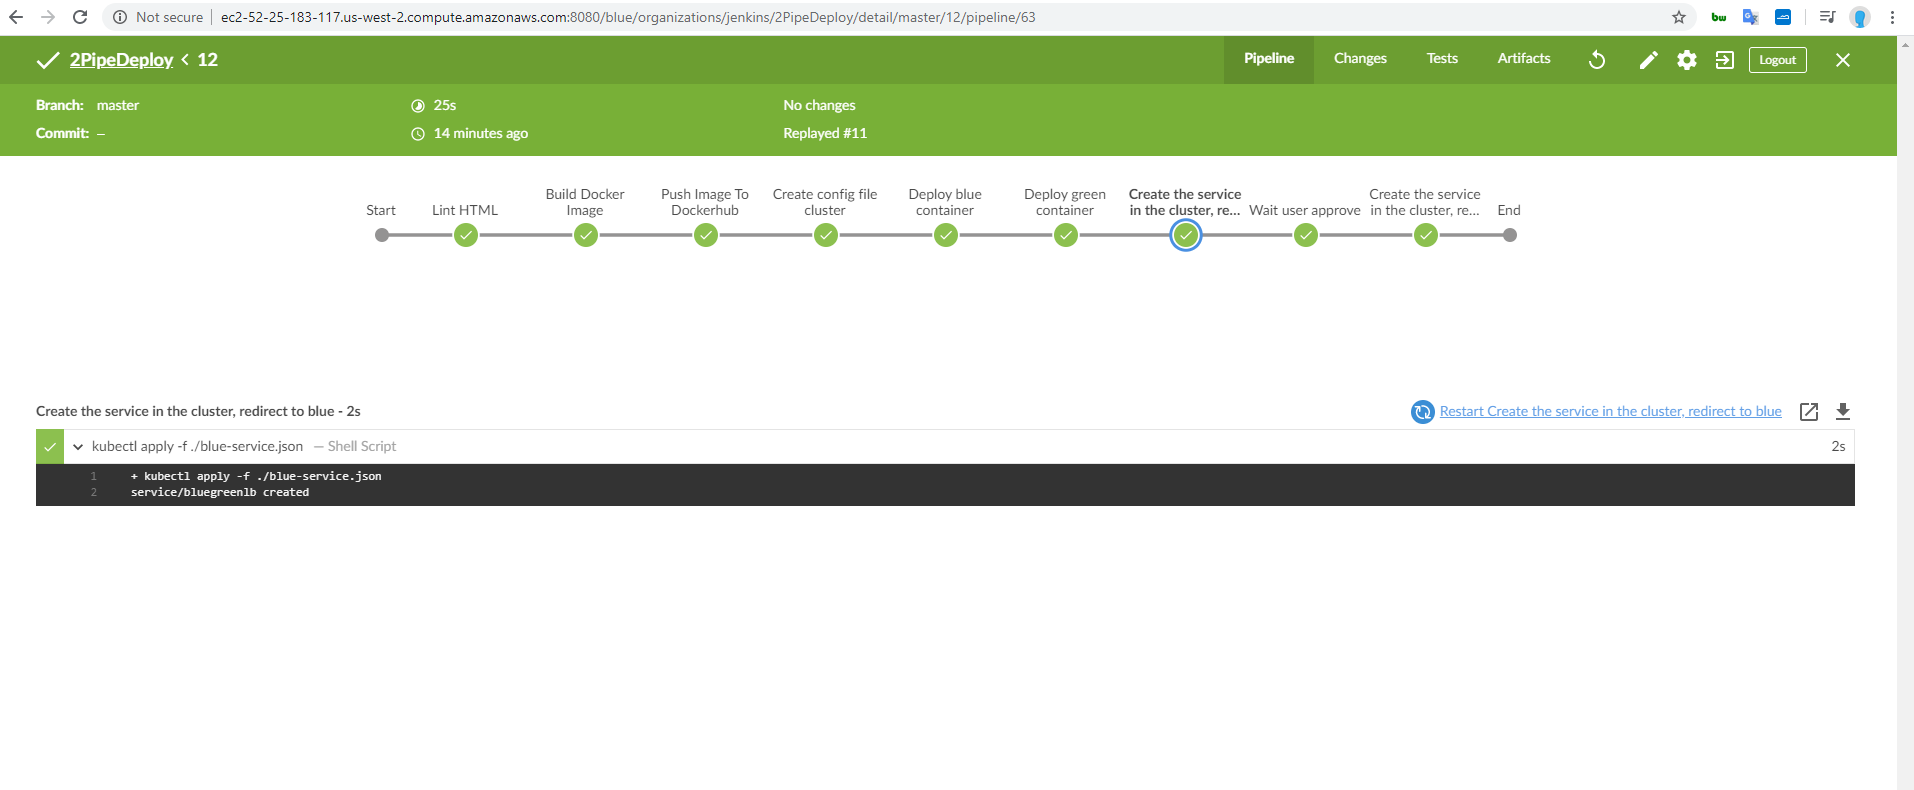 Not secure
ec2-52-25-183-117.us-west-2.compute.amazonaws.com:8080/blue/organizations/jenkins/2PipeDeploy/detail/master/12/pipeline/63
bw
2PipeDeploy < 12
Pipeline
Changes
Tests
Artifacts
Logout
Branch: master
25s
No changes
Commit: –
14 minutes ago
Replayed #11
Start
Lint HTML
Build Docker
Image
Push Image To
Dockerhub
Create config file
cluster
Deploy blue
container
Deploy green
container
Create the service
in the cluster, re...
Wait user approve
Create the service
in the cluster, re...
End
Create the service in the cluster, redirect to blue - 2s
Restart Create the service in the cluster, redirect to blue
kubectl apply -f ./blue-service.json — Shell Script
2s
1 + kubectl apply -f ./blue-service.json
2 service/bluegreenlb created